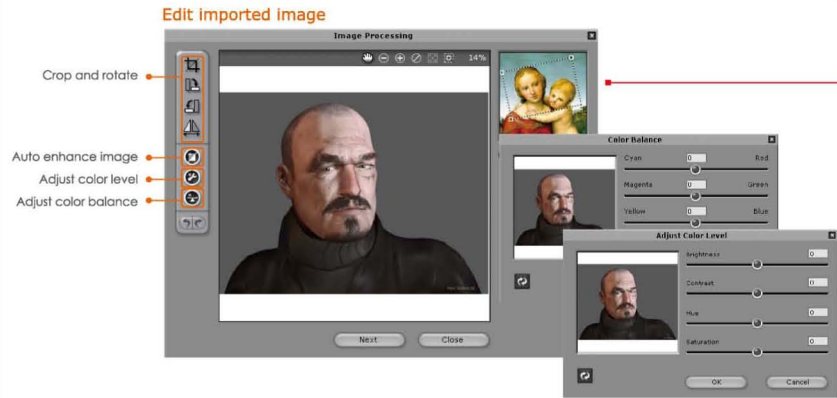 Edit imported image
Image Processing
14%
Crop and rotate
Auto enhance image
Adjust color level
Adjust color balance
Next
Close
Color Balance
Cyan 0 Red
Magenta 0 Green
Yellow 0 Blue
Adjust Color Level
Brightness 0
Contrast 0
Hue 0
Saturation 0
OK
Cancel